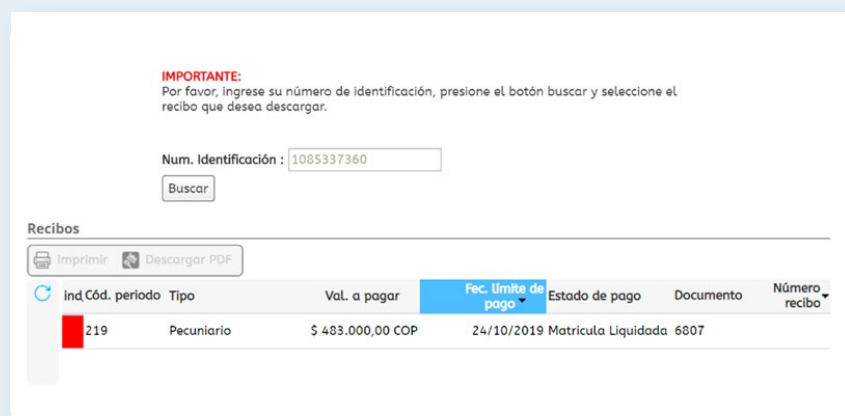 IMPORTANTE:
Por favor, ingrese su número de identificación, presione el botón buscar y seleccione el
recibo que desea descargar.
Num. Identificación : 1085337360
Buscar
Recibos
Imprimir Descargar PDF
ind Cód. periodo Tipo Val. a pagar Fec. límite de pago Estado de pago Documento Número recibo
219 Pecuniario $ 483.000,00 COP 24/10/2019 Matricula Liquidada 6807